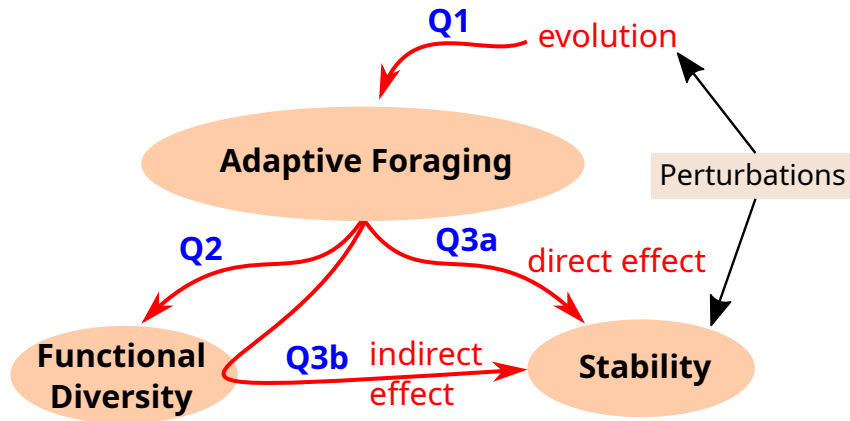 Q1
evolution
Adaptive Foraging
Perturbations
Q2
Q3a
direct effect
Functional
Diversity
Q3b
indirect
effect
Stability